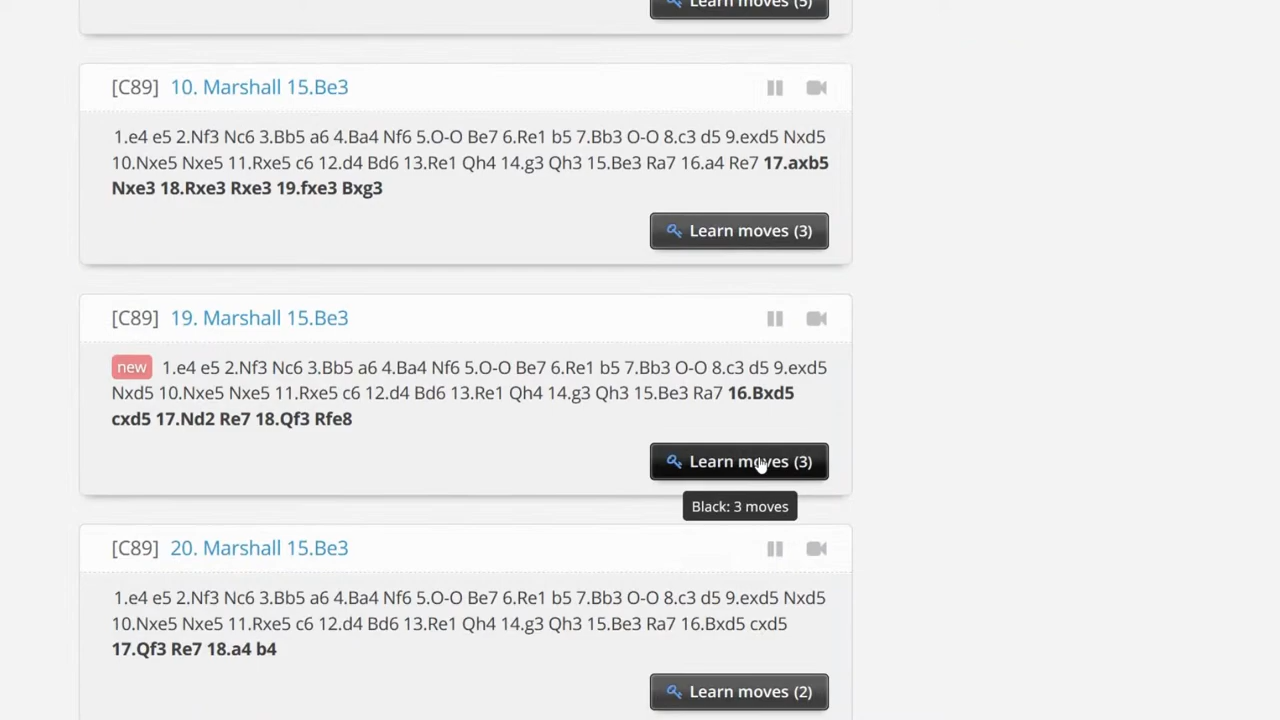 Learn moves (5)
[C89] 10. Marshall 15.Be3
1.e4 e5 2.Nf3 Nc6 3.Bb5 a6 4.Ba4 Nf6 5.O-O Be7 6.Re1 b5 7.Bb3 O-O 8.c3 d5 9.exd5 Nxd5
10.Nxe5 Nxe5 11.Rxe5 c6 12.d4 Bd6 13.Re1 Qh4 14.g3 Qh3 15.Be3 Ra7 16.a4 Re7 17.axb5
Nxe3 18.Rxe3 Rxe3 19.fxe3 Bxg3
Learn moves (3)
[C89] 19. Marshall 15.Be3
new 1.e4 e5 2.Nf3 Nc6 3.Bb5 a6 4.Ba4 Nf6 5.O-O Be7 6.Re1 b5 7.Bb3 O-O 8.c3 d5 9.exd5
Nxd5 10.Nxe5 Nxe5 11.Rxe5 c6 12.d4 Bd6 13.Re1 Qh4 14.g3 Qh3 15.Be3 Ra7 16.Bxd5
cxd5 17.Nd2 Re7 18.Qf3 Rfe8
Learn moves (3)
Black: 3 moves
[C89] 20. Marshall 15.Be3
1.e4 e5 2.Nf3 Nc6 3.Bb5 a6 4.Ba4 Nf6 5.O-O Be7 6.Re1 b5 7.Bb3 O-O 8.c3 d5 9.exd5 Nxd5
10.Nxe5 Nxe5 11.Rxe5 c6 12.d4 Bd6 13.Re1 Qh4 14.g3 Qh3 15.Be3 Ra7 16.Bxd5 cxd5
17.Qf3 Re7 18.a4 b4
Learn moves (2)